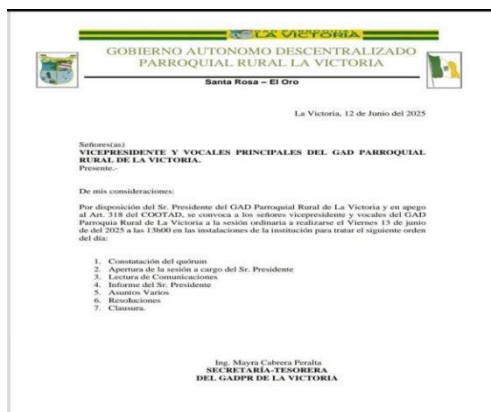 LA VICTORIA
GOBIERNO AUTONOMO DESCENTRALIZADO
PARROQUIAL RURAL LA VICTORIA
Santa Rosa – El Oro
La Victoria, 12 de Junio del 2025
Señores(as)
VICEPRESIDENTE Y VOCALES PRINCIPALES DEL GAD PARROQUIAL
RURAL DE LA VICTORIA.
Presente.-
De mis consideraciones:
Por disposición del Sr. Presidente del GAD Parroquial Rural de La Victoria y en apego
al Art. 318 del COOTAD, se convoca a los señores vicepresidente y vocales del GAD
Parroquia Rural de La Victoria a la sesión ordinaria a realizarse el Viernes 13 de junio
de del 2025 a las 13h00 en las instalaciones de la institución para tratar el siguiente orden
del día:
1. Constatación del quórum
2. Apertura de la sesión a cargo del Sr. Presidente
3. Lectura de Comunicaciones
4. Informe del Sr. Presidente
5. Asuntos Varios
6. Resoluciones
7. Clausura.
Ing. Mayra Cabrera Peralta
SECRETARÍA-TESORERA
DEL GADPR DE LA VICTORIA